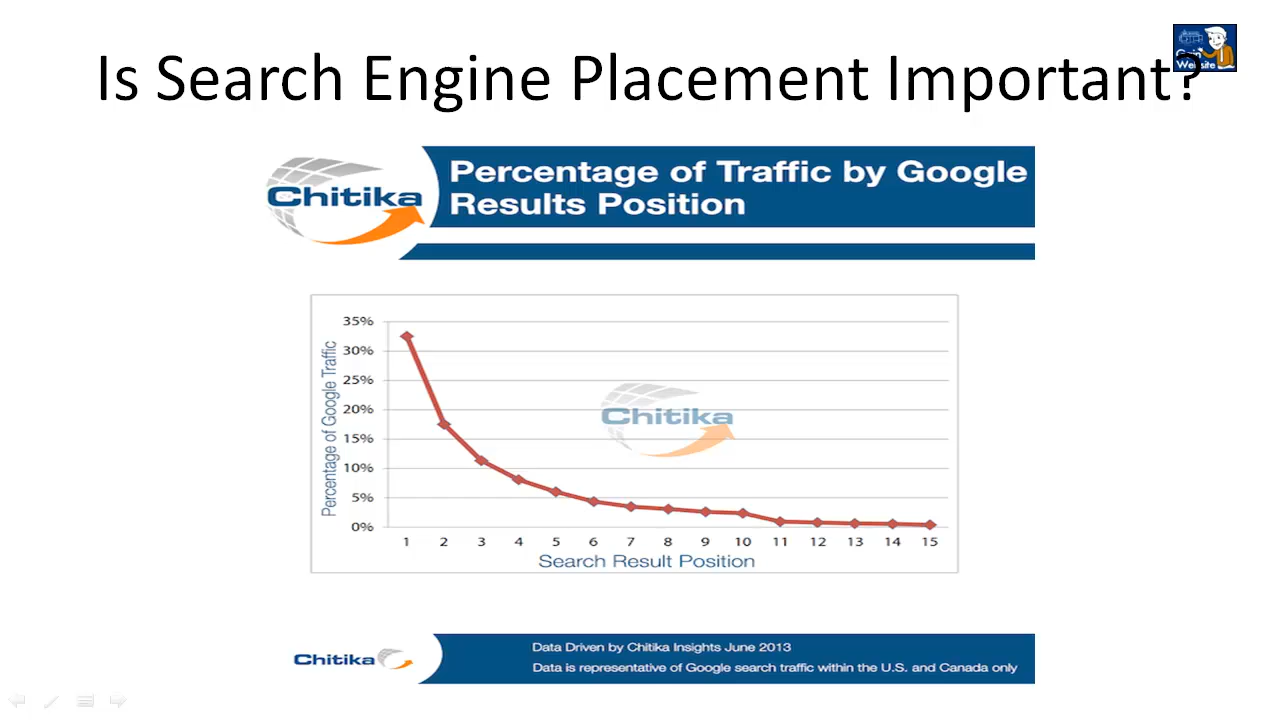 Is Search Engine Placement Important?
Website
Chitika
Percentage of Traffic by Google
Results Position
Percentage of Google Traffic
35%
30%
25%
20%
15%
10%
5%
0%
Chitika
1 2 3 4 5 6 7 8 9 10 11 12 13 14 15
Search Result Position
Chitika
Data Driven by Chitika Insights June 2013
Data is representative of Google search traffic within the U.S. and Canada only